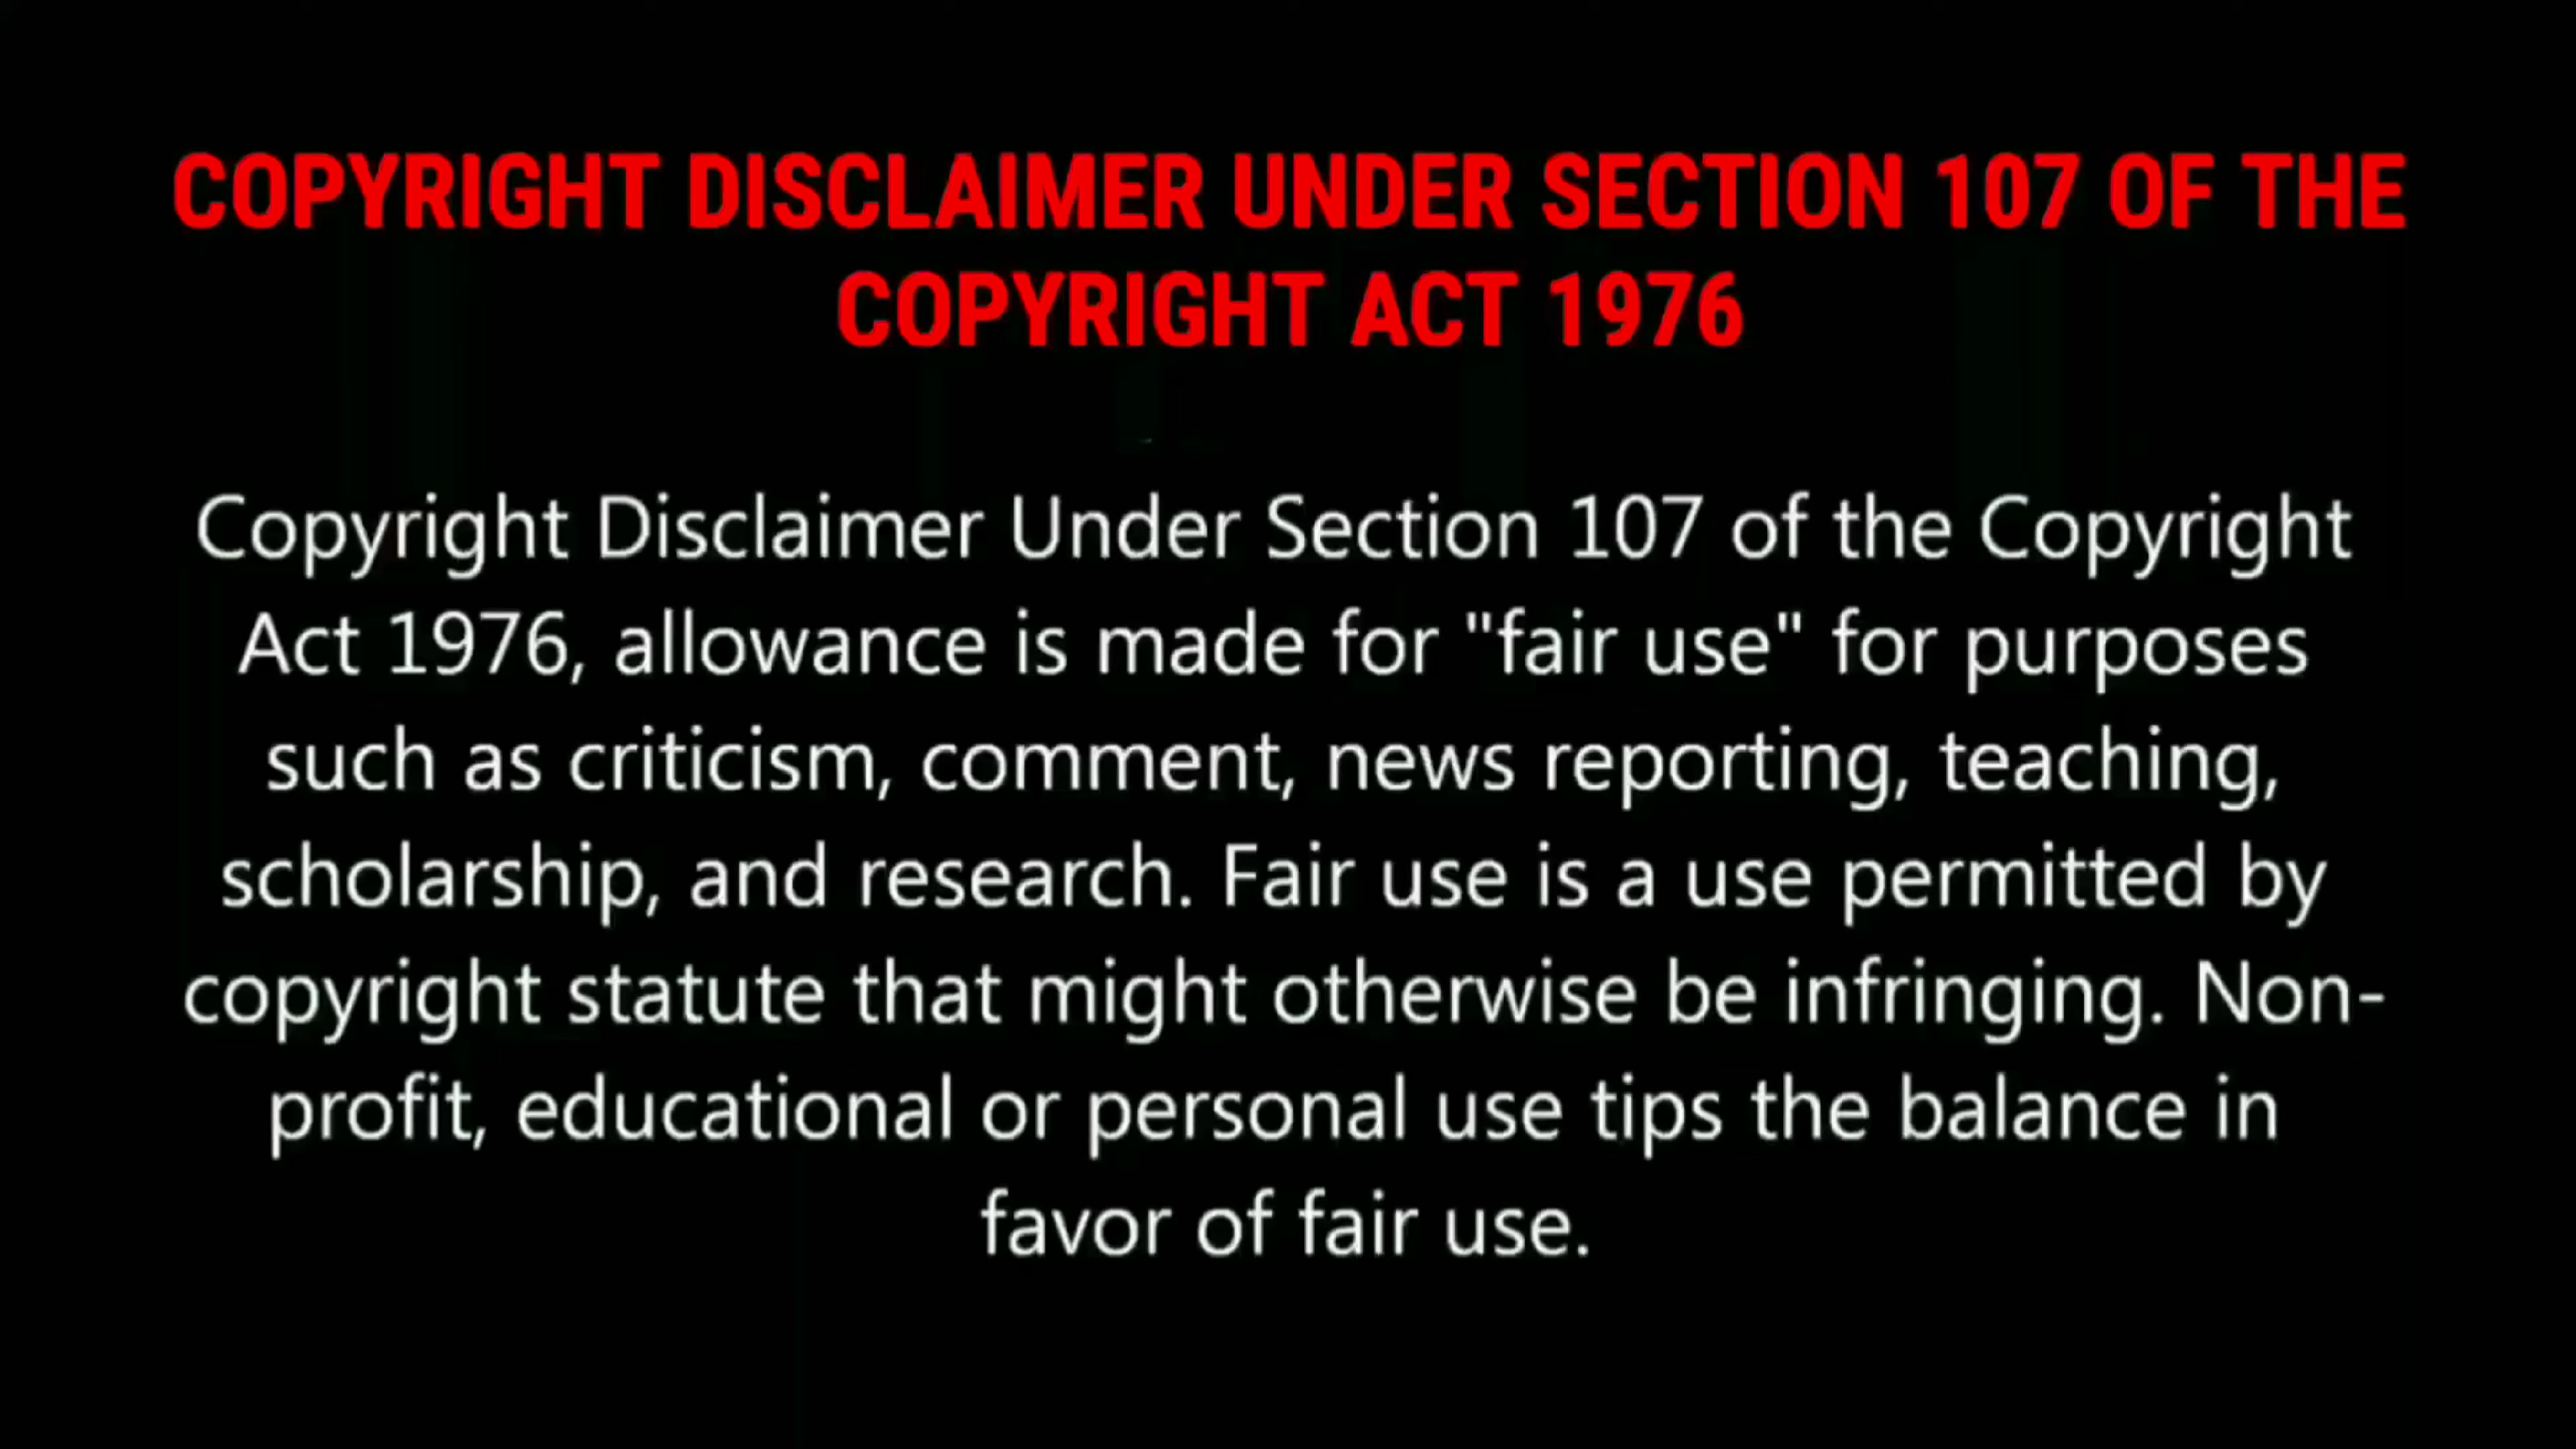 COPYRIGHT DISCLAIMER UNDER SECTION 107 OF THE
COPYRIGHT ACT 1976
Copyright Disclaimer Under Section 107 of the Copyright
Act 1976, allowance is made for "fair use" for purposes
such as criticism, comment, news reporting, teaching,
scholarship, and research. Fair use is a use permitted by
copyright statute that might otherwise be infringing. Non-
profit, educational or personal use tips the balance in
favor of fair use.